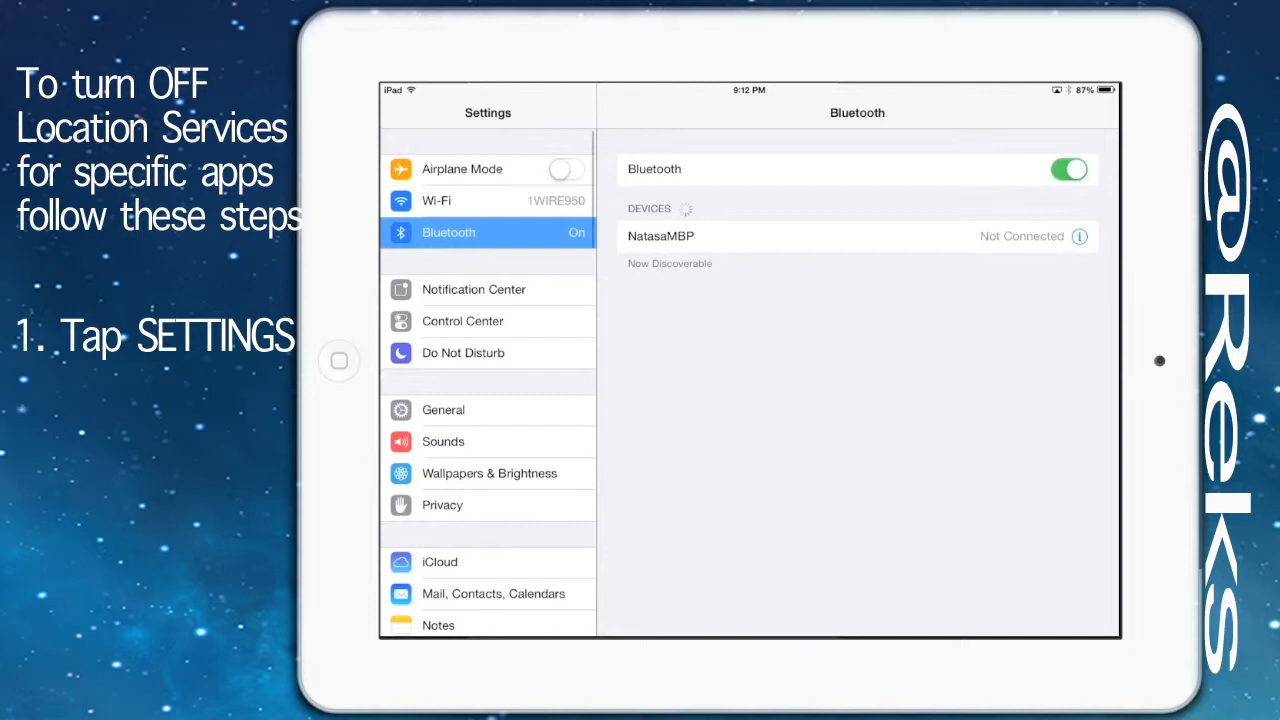 To turn OFF
Location Services
for specific apps
follow these steps
1. Tap SETTINGS
iPad
9:12 PM
87%
Settings
Bluetooth
Airplane Mode
Wi-Fi 1WIRE950
Bluetooth On
Notification Center
Control Center
Do Not Disturb
General
Sounds
Wallpapers & Brightness
Privacy
iCloud
Mail, Contacts, Calendars
Notes
Bluetooth
DEVICES
NatasaMBP Not Connected
Now Discoverable
@Reks